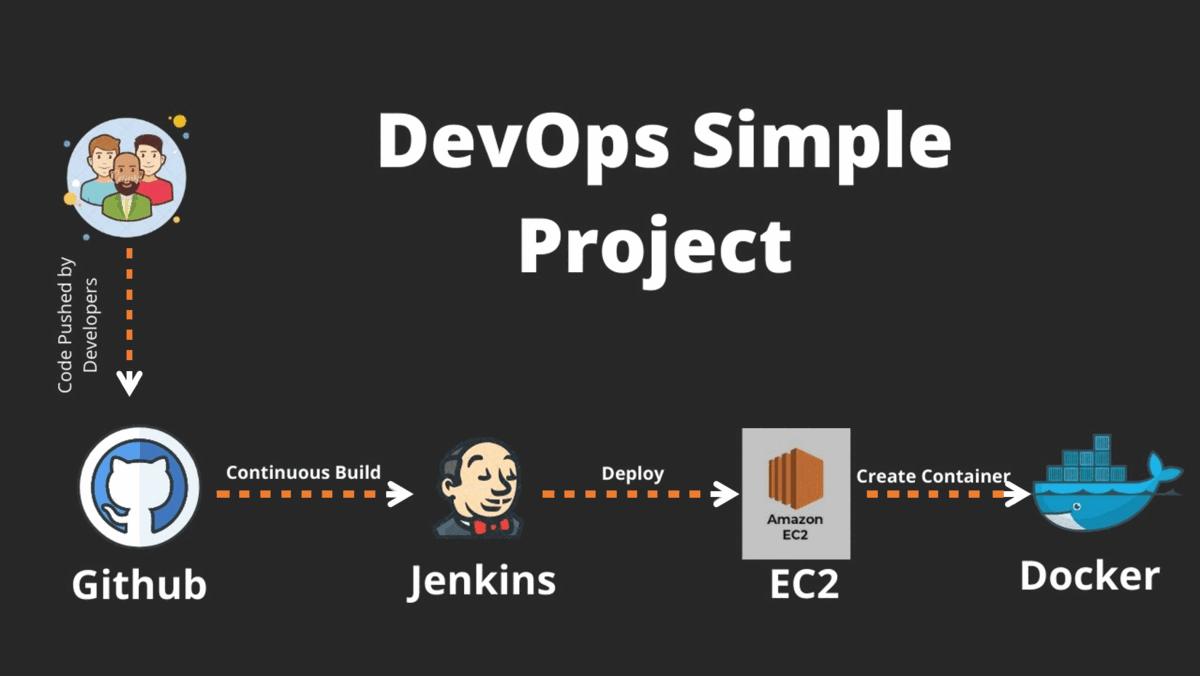 DevOps Simple
Project
Code Pushed by
Developers
Continuous Build
Deploy
Create Container
Amazon
EC2
Github
Jenkins
EC2
Docker